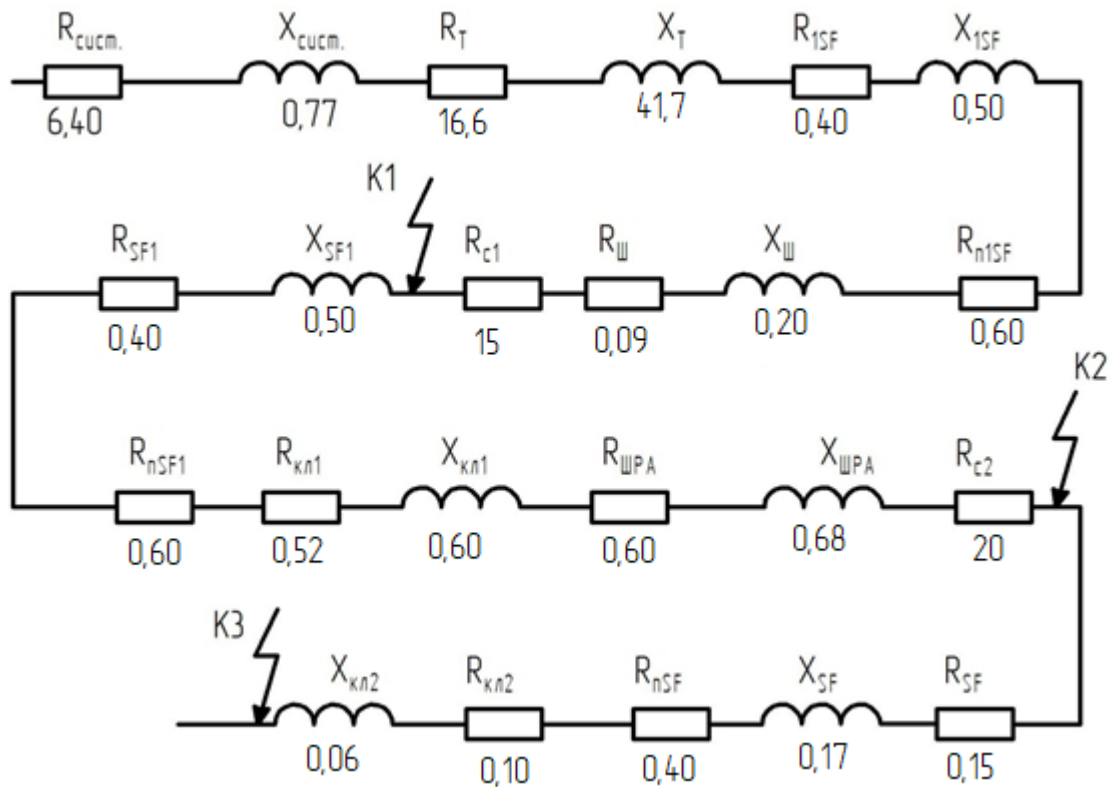 Rсист. Xсист. RТ XТ R1SF X1SF
6,40 0,77 16,6 41,7 0,40 0,50
К1
RSF1 XSF1 Rс1 RШ XШ Rп1SF
0,40 0,50 15 0,09 0,20 0,60
К2
RпSF1 Rкл1 Xкл1 RШРА XШРА Rс2
0,60 0,52 0,60 0,60 0,68 20
К3
Xкл2 Rкл2 RпSF XSF RSF
0,06 0,10 0,40 0,17 0,15